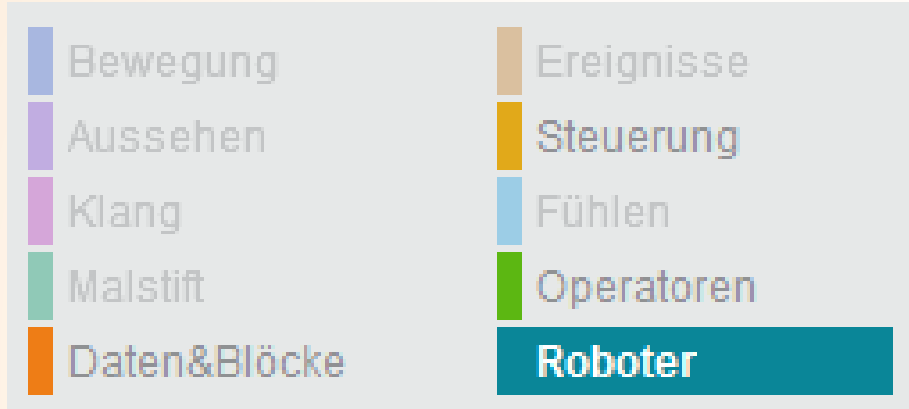 Bewegung
Aussehen
Klang
Malstift
Daten&Blöcke
Ereignisse
Steuerung
Fühlen
Operatoren
Roboter